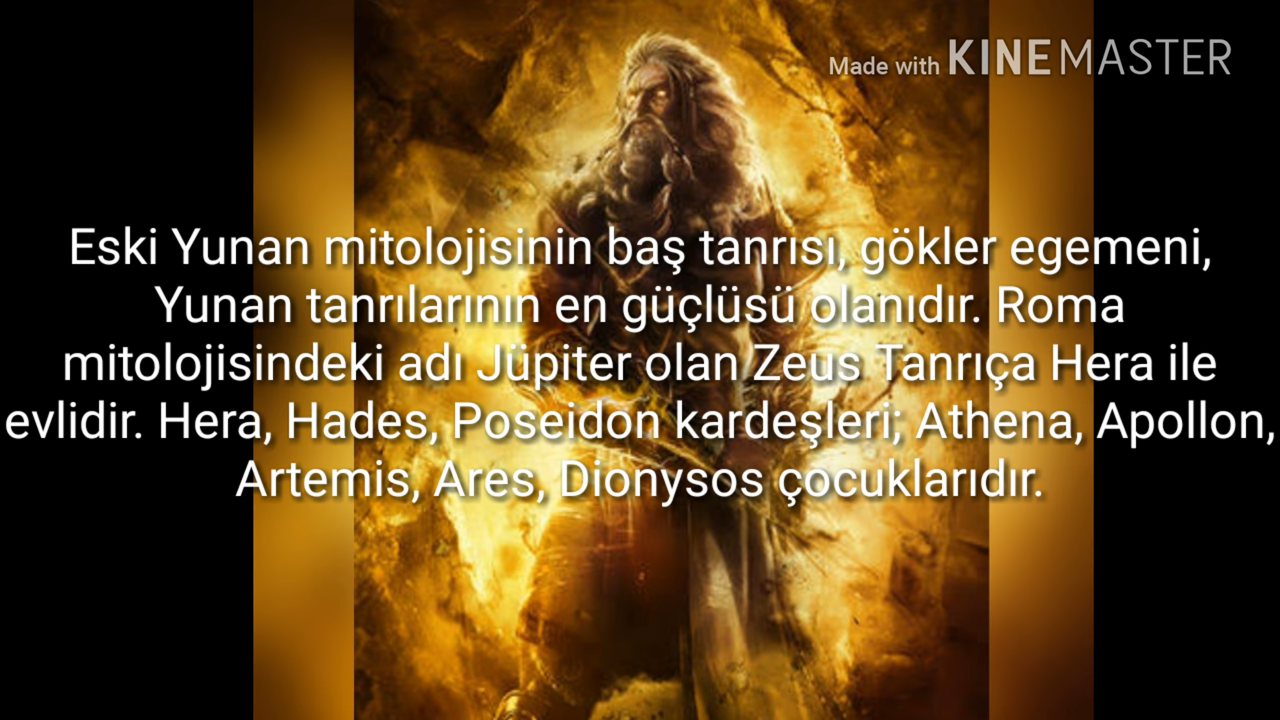 Made with KINEMASTER
Eski Yunan mitolojisinin baş tanrısı, gökler egemeni,
Yunan tanrılarının en güçlüsü olanıdır. Roma
mitolojisindeki adı Jüpiter olan Zeus Tanrıça Hera ile
evlidir. Hera, Hades, Poseidon kardeşleri; Athena, Apollon,
Artemis, Ares, Dionysos çocuklarıdır.